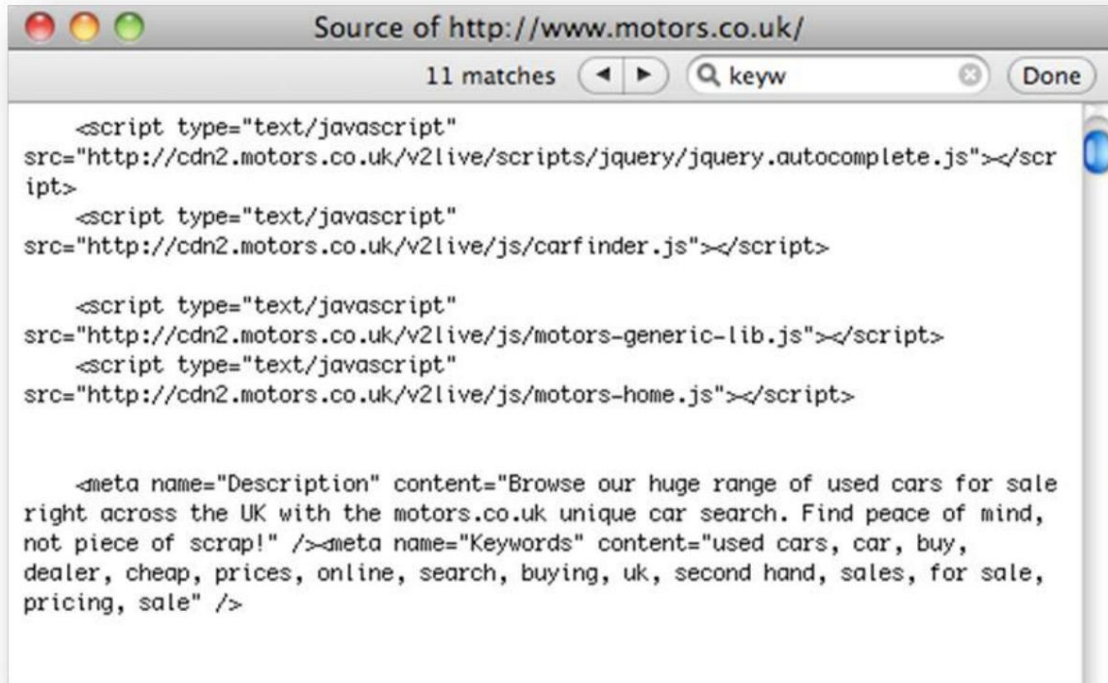 Source of http://www.motors.co.uk/
11 matches keyw Done
<script type="text/javascript"
src="http://cdn2.motors.co.uk/v2live/scripts/jquery/jquery.autocomplete.js"></scr
ipt>
<script type="text/javascript"
src="http://cdn2.motors.co.uk/v2live/js/carfinder.js"></script>
<script type="text/javascript"
src="http://cdn2.motors.co.uk/v2live/js/motors-generic-lib.js"></script>
<script type="text/javascript"
src="http://cdn2.motors.co.uk/v2live/js/motors-home.js"></script>
<meta name="Description" content="Browse our huge range of used cars for sale
right across the UK with the motors.co.uk unique car search. Find peace of mind,
not piece of scrap!" /><meta name="Keywords" content="used cars, car, buy,
dealer, cheap, prices, online, search, buying, uk, second hand, sales, for sale,
pricing, sale" />